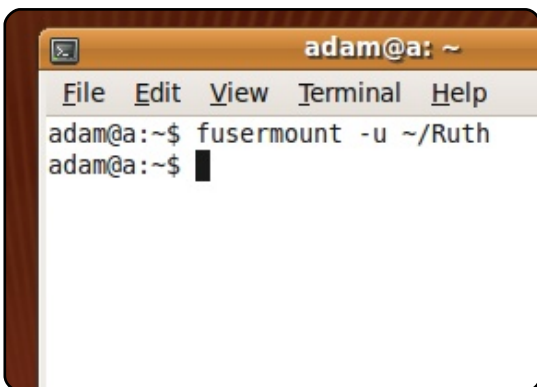 adam@a: ~
File Edit View Terminal Help
adam@a:~$ fusermount -u ~/Ruth
adam@a:~$